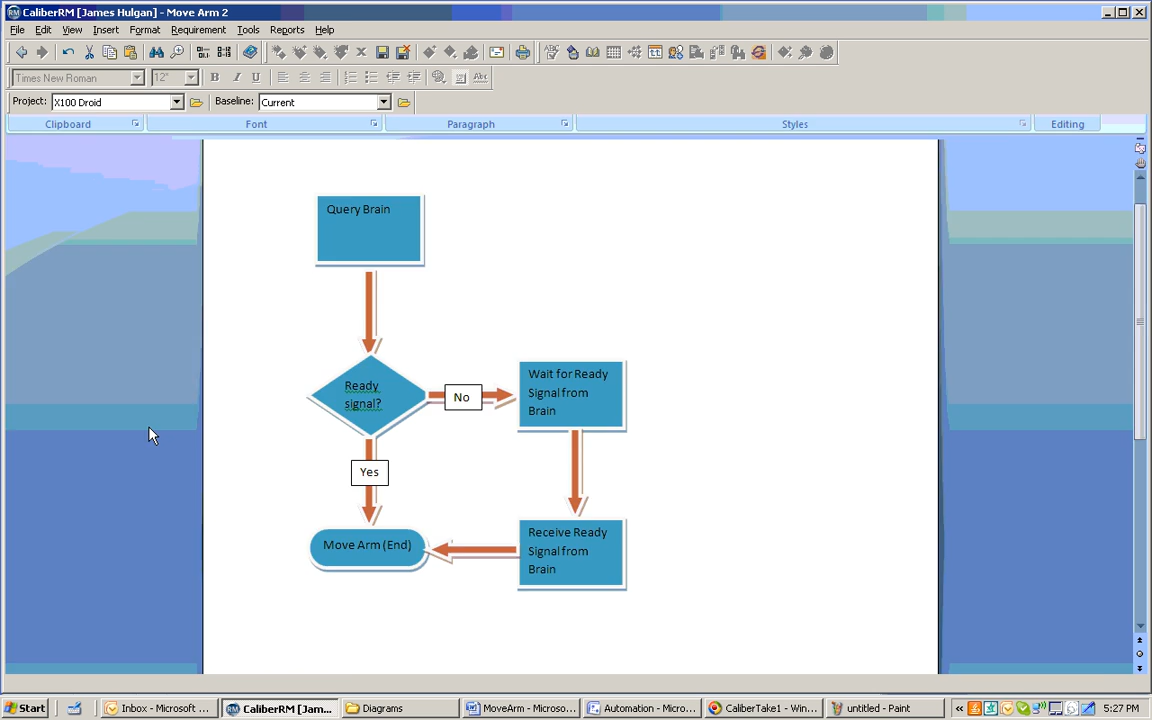 RM CaliberRM [James Hulgan] - Move Arm 2
File Edit View Insert Format Requirement Tools Reports Help
Times New Roman 12" B I U Abc
Project: X100 Droid Baseline: Current
Clipboard Font Paragraph Styles Editing
Query Brain
Ready
signal?
No
Wait for Ready
Signal from
Brain
Yes
Move Arm (End)
Receive Ready
Signal from
Brain
Start Inbox - Microsoft ... RM CaliberRM [Jam... Diagrams MoveArm - Microso... Automation - Micro... CaliberTake1 - Win... untitled - Paint « 5:27 PM